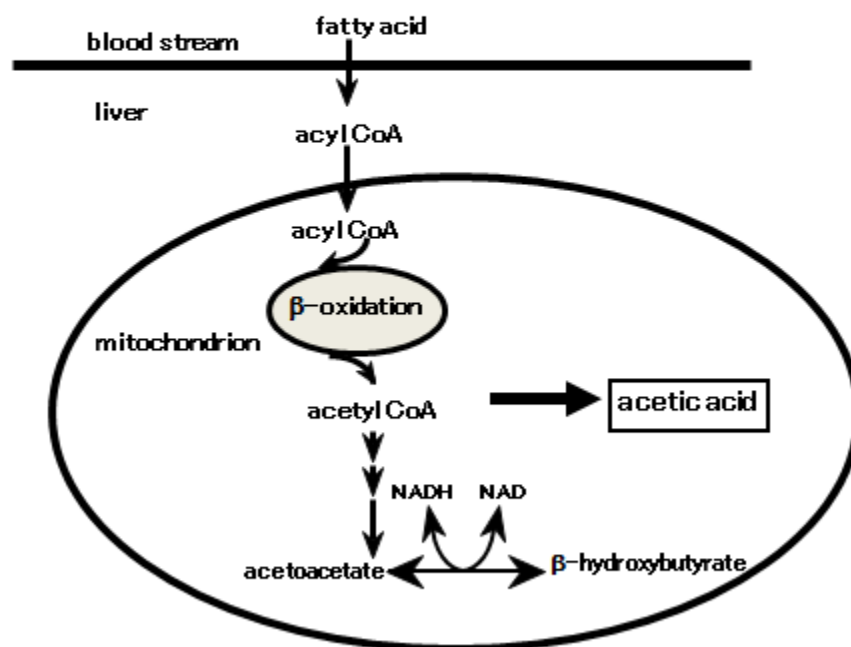 fatty acid
blood stream
liver
acyl CoA
acyl CoA
β-oxidation
mitochondrion
acetyl CoA
acetic acid
NADH
NAD
acetoacetate
β-hydroxybutyrate